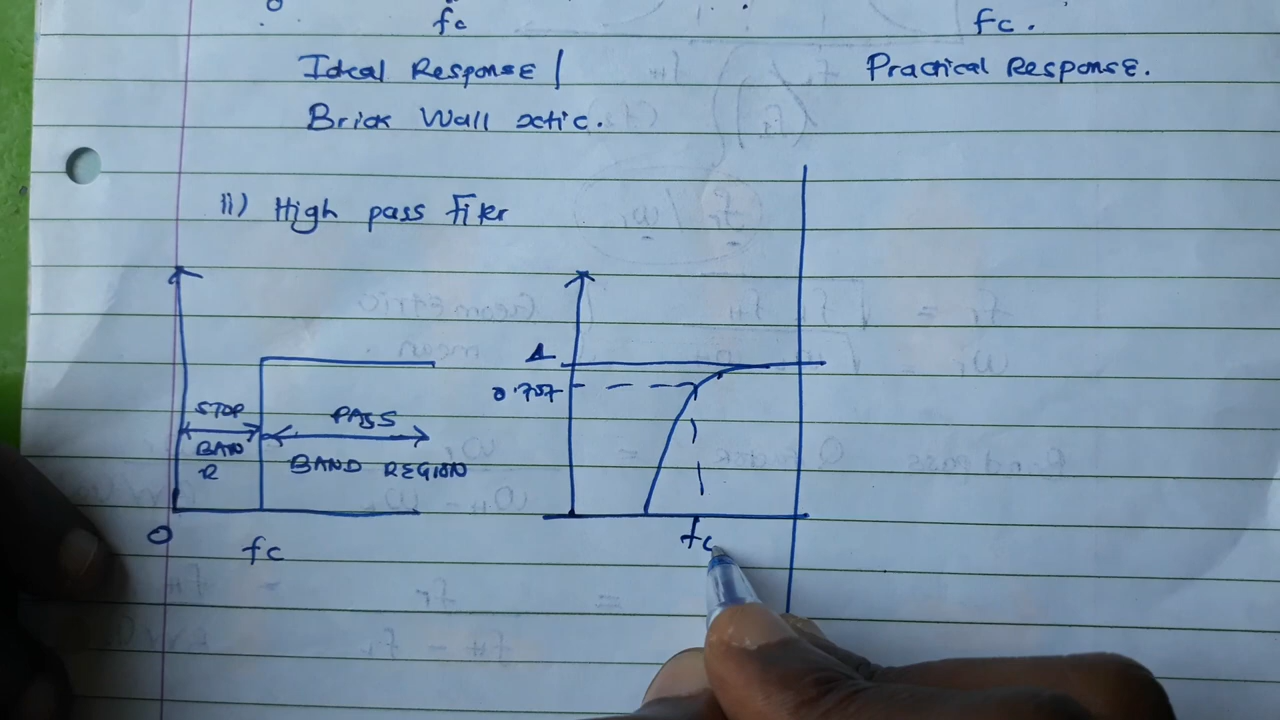 fc
fc.
Ideal Response |
Practical Response.
Brick Wall xctic.
ii) High pass Filter
1
0.707
STOP
BAND
R
PASS
BAND REGION
0
fc
fc